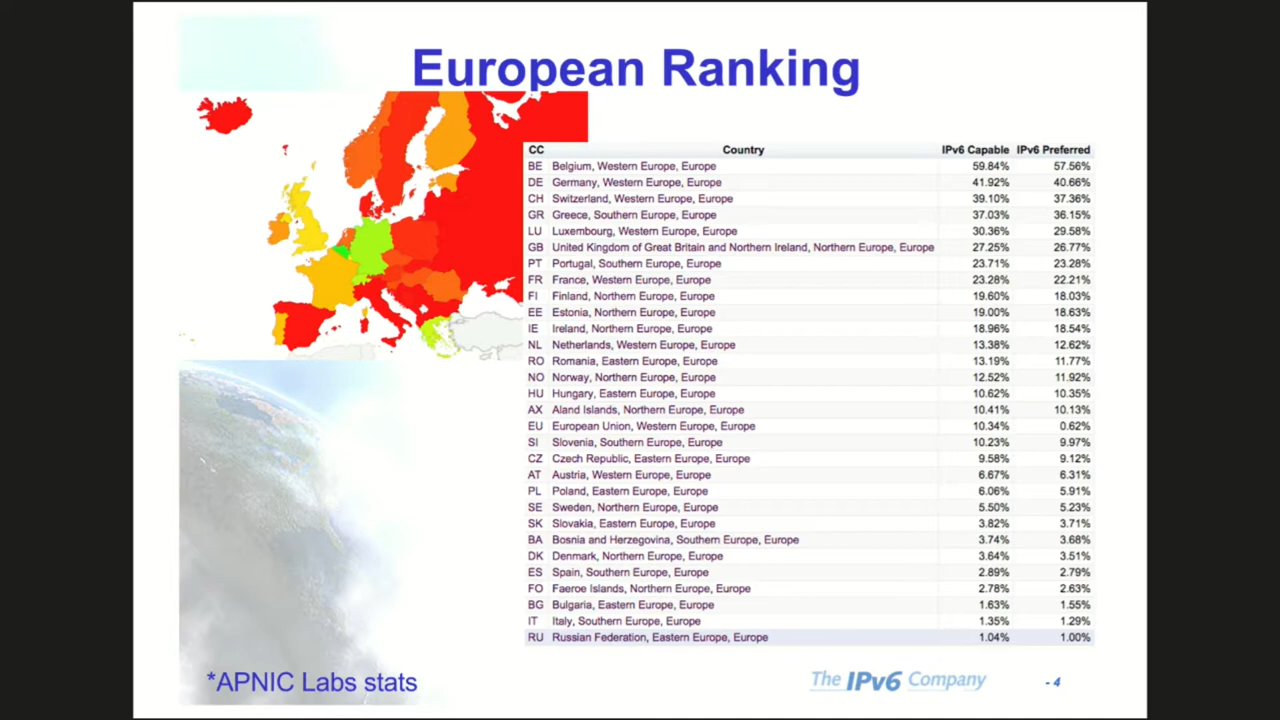 European Ranking
CC Country IPv6 Capable IPv6 Preferred
BE Belgium, Western Europe, Europe 59.84% 57.56%
DE Germany, Western Europe, Europe 41.92% 40.66%
CH Switzerland, Western Europe, Europe 39.10% 37.36%
GR Greece, Southern Europe, Europe 37.03% 36.15%
LU Luxembourg, Western Europe, Europe 30.36% 29.58%
GB United Kingdom of Great Britain and Northern Ireland, Northern Europe, Europe 27.25% 26.77%
PT Portugal, Southern Europe, Europe 23.71% 23.28%
FR France, Western Europe, Europe 23.28% 22.21%
FI Finland, Northern Europe, Europe 19.60% 18.03%
EE Estonia, Northern Europe, Europe 19.00% 18.63%
IE Ireland, Northern Europe, Europe 18.96% 18.54%
NL Netherlands, Western Europe, Europe 13.38% 12.62%
RO Romania, Eastern Europe, Europe 13.19% 11.77%
NO Norway, Northern Europe, Europe 12.52% 11.92%
HU Hungary, Eastern Europe, Europe 10.62% 10.35%
AX Aland Islands, Northern Europe, Europe 10.41% 10.13%
EU European Union, Western Europe, Europe 10.34% 0.62%
SI Slovenia, Southern Europe, Europe 10.23% 9.97%
CZ Czech Republic, Eastern Europe, Europe 9.58% 9.12%
AT Austria, Western Europe, Europe 6.67% 6.31%
PL Poland, Eastern Europe, Europe 6.06% 5.91%
SE Sweden, Northern Europe, Europe 5.50% 5.23%
SK Slovakia, Eastern Europe, Europe 3.82% 3.71%
BA Bosnia and Herzegovina, Southern Europe, Europe 3.74% 3.68%
DK Denmark, Northern Europe, Europe 3.64% 3.51%
ES Spain, Southern Europe, Europe 2.89% 2.79%
FO Faeroe Islands, Northern Europe, Europe 2.78% 2.63%
BG Bulgaria, Eastern Europe, Europe 1.63% 1.55%
IT Italy, Southern Europe, Europe 1.35% 1.29%
RU Russian Federation, Eastern Europe, Europe 1.04% 1.00%
*APNIC Labs stats
The IPv6 Company
- 4